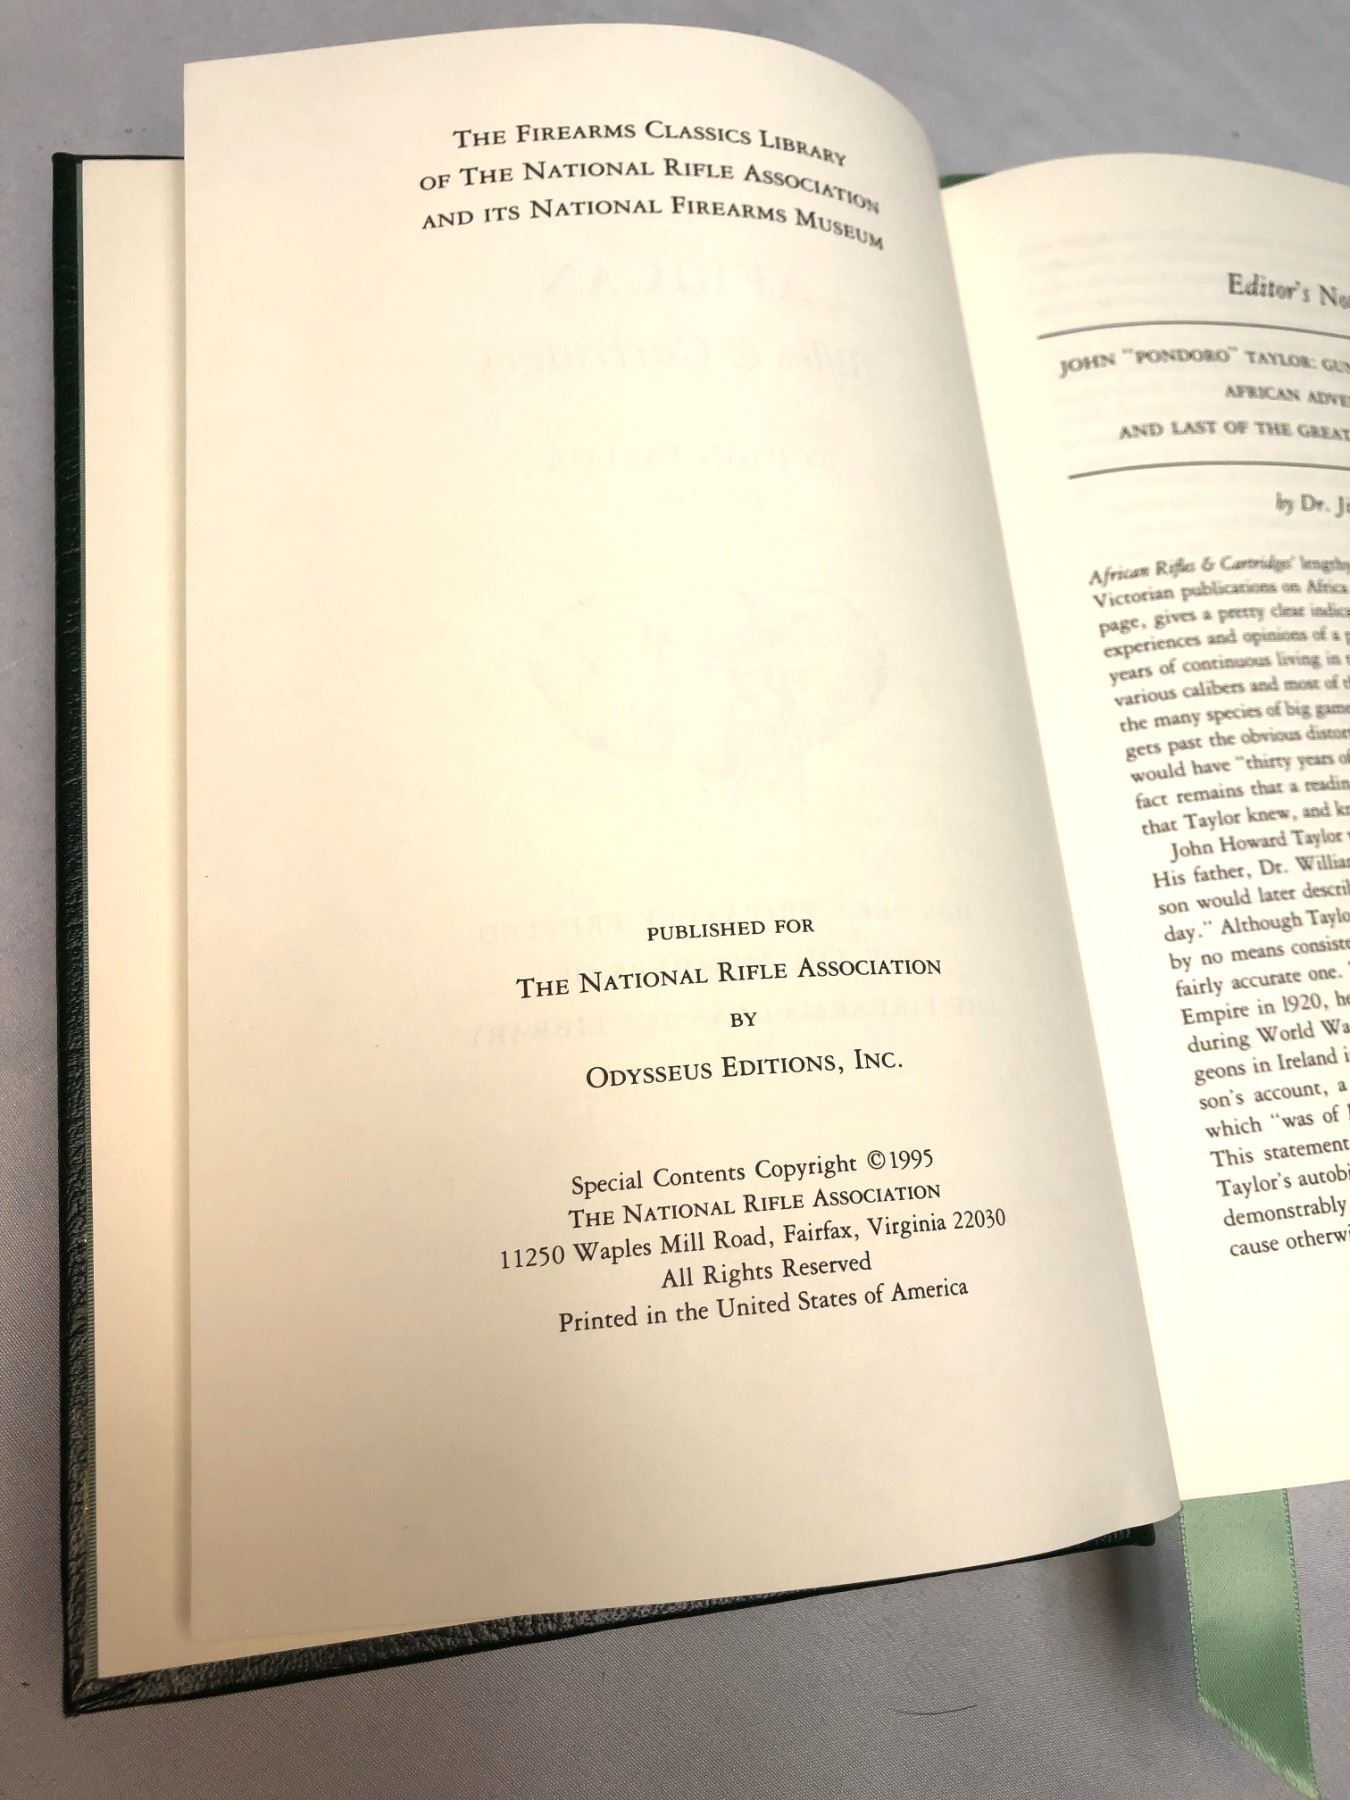 THE FIREARMS CLASSICS LIBRARY
OF THE NATIONAL RIFLE ASSOCIATION
AND ITS NATIONAL FIREARMS MUSEUM
PUBLISHED FOR
THE NATIONAL RIFLE ASSOCIATION
BY
ODYSSEUS EDITIONS, INC.
Special Contents Copyright ©1995
THE NATIONAL RIFLE ASSOCIATION
11250 Waples Mill Road, Fairfax, Virginia 22030
All Rights Reserved
Printed in the United States of America
Editor's
JOHN "PONDORO" TAYLOR:
AFRICAN
AND LAST OF THE GREAT
by Dr.
African Rifles & Cartridges'
Victorian publications on Africa
page, gives a pretty clear
experiences and opinions of a
years of continuous living in
various calibers and most of
the many species of big game
gets past the obvious
would have "thirty years
fact remains that a
that Taylor knew, and
John Howard Taylor
His father, Dr.
son would later
day." Although
by no means
fairly accurate one.
Empire in 1920,
during World
geons in Ireland
son's account, a
which "was of
This statement
Taylor's
demonstrably
cause